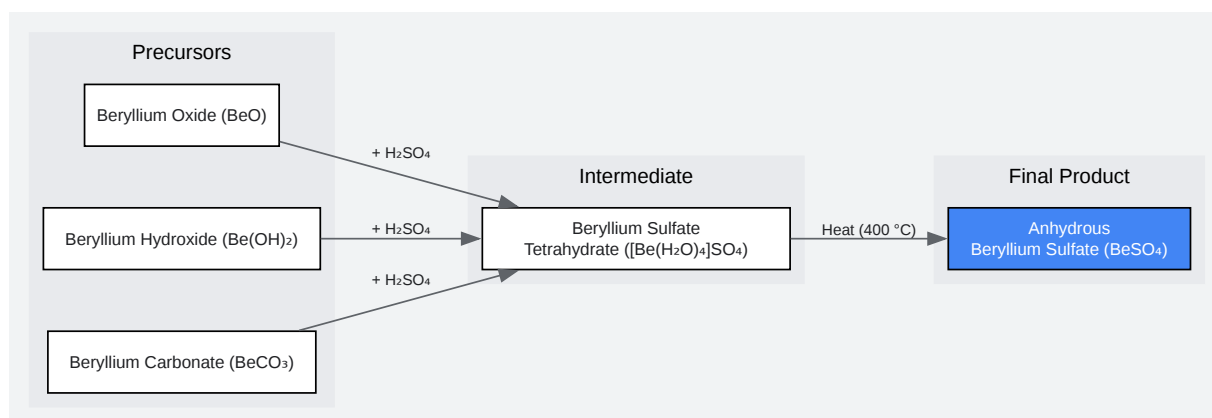 Precursors
Beryllium Oxide (BeO)
+ H₂SO₄
Intermediate
Final Product
Beryllium Hydroxide (Be(OH)₂)
+ H₂SO₄
Beryllium Sulfate
Tetrahydrate ([Be(H₂O)₄]SO₄)
Heat (400 °C)
Anhydrous
Beryllium Sulfate (BeSO₄)
+ H₂SO₄
Beryllium Carbonate (BeCO₃)